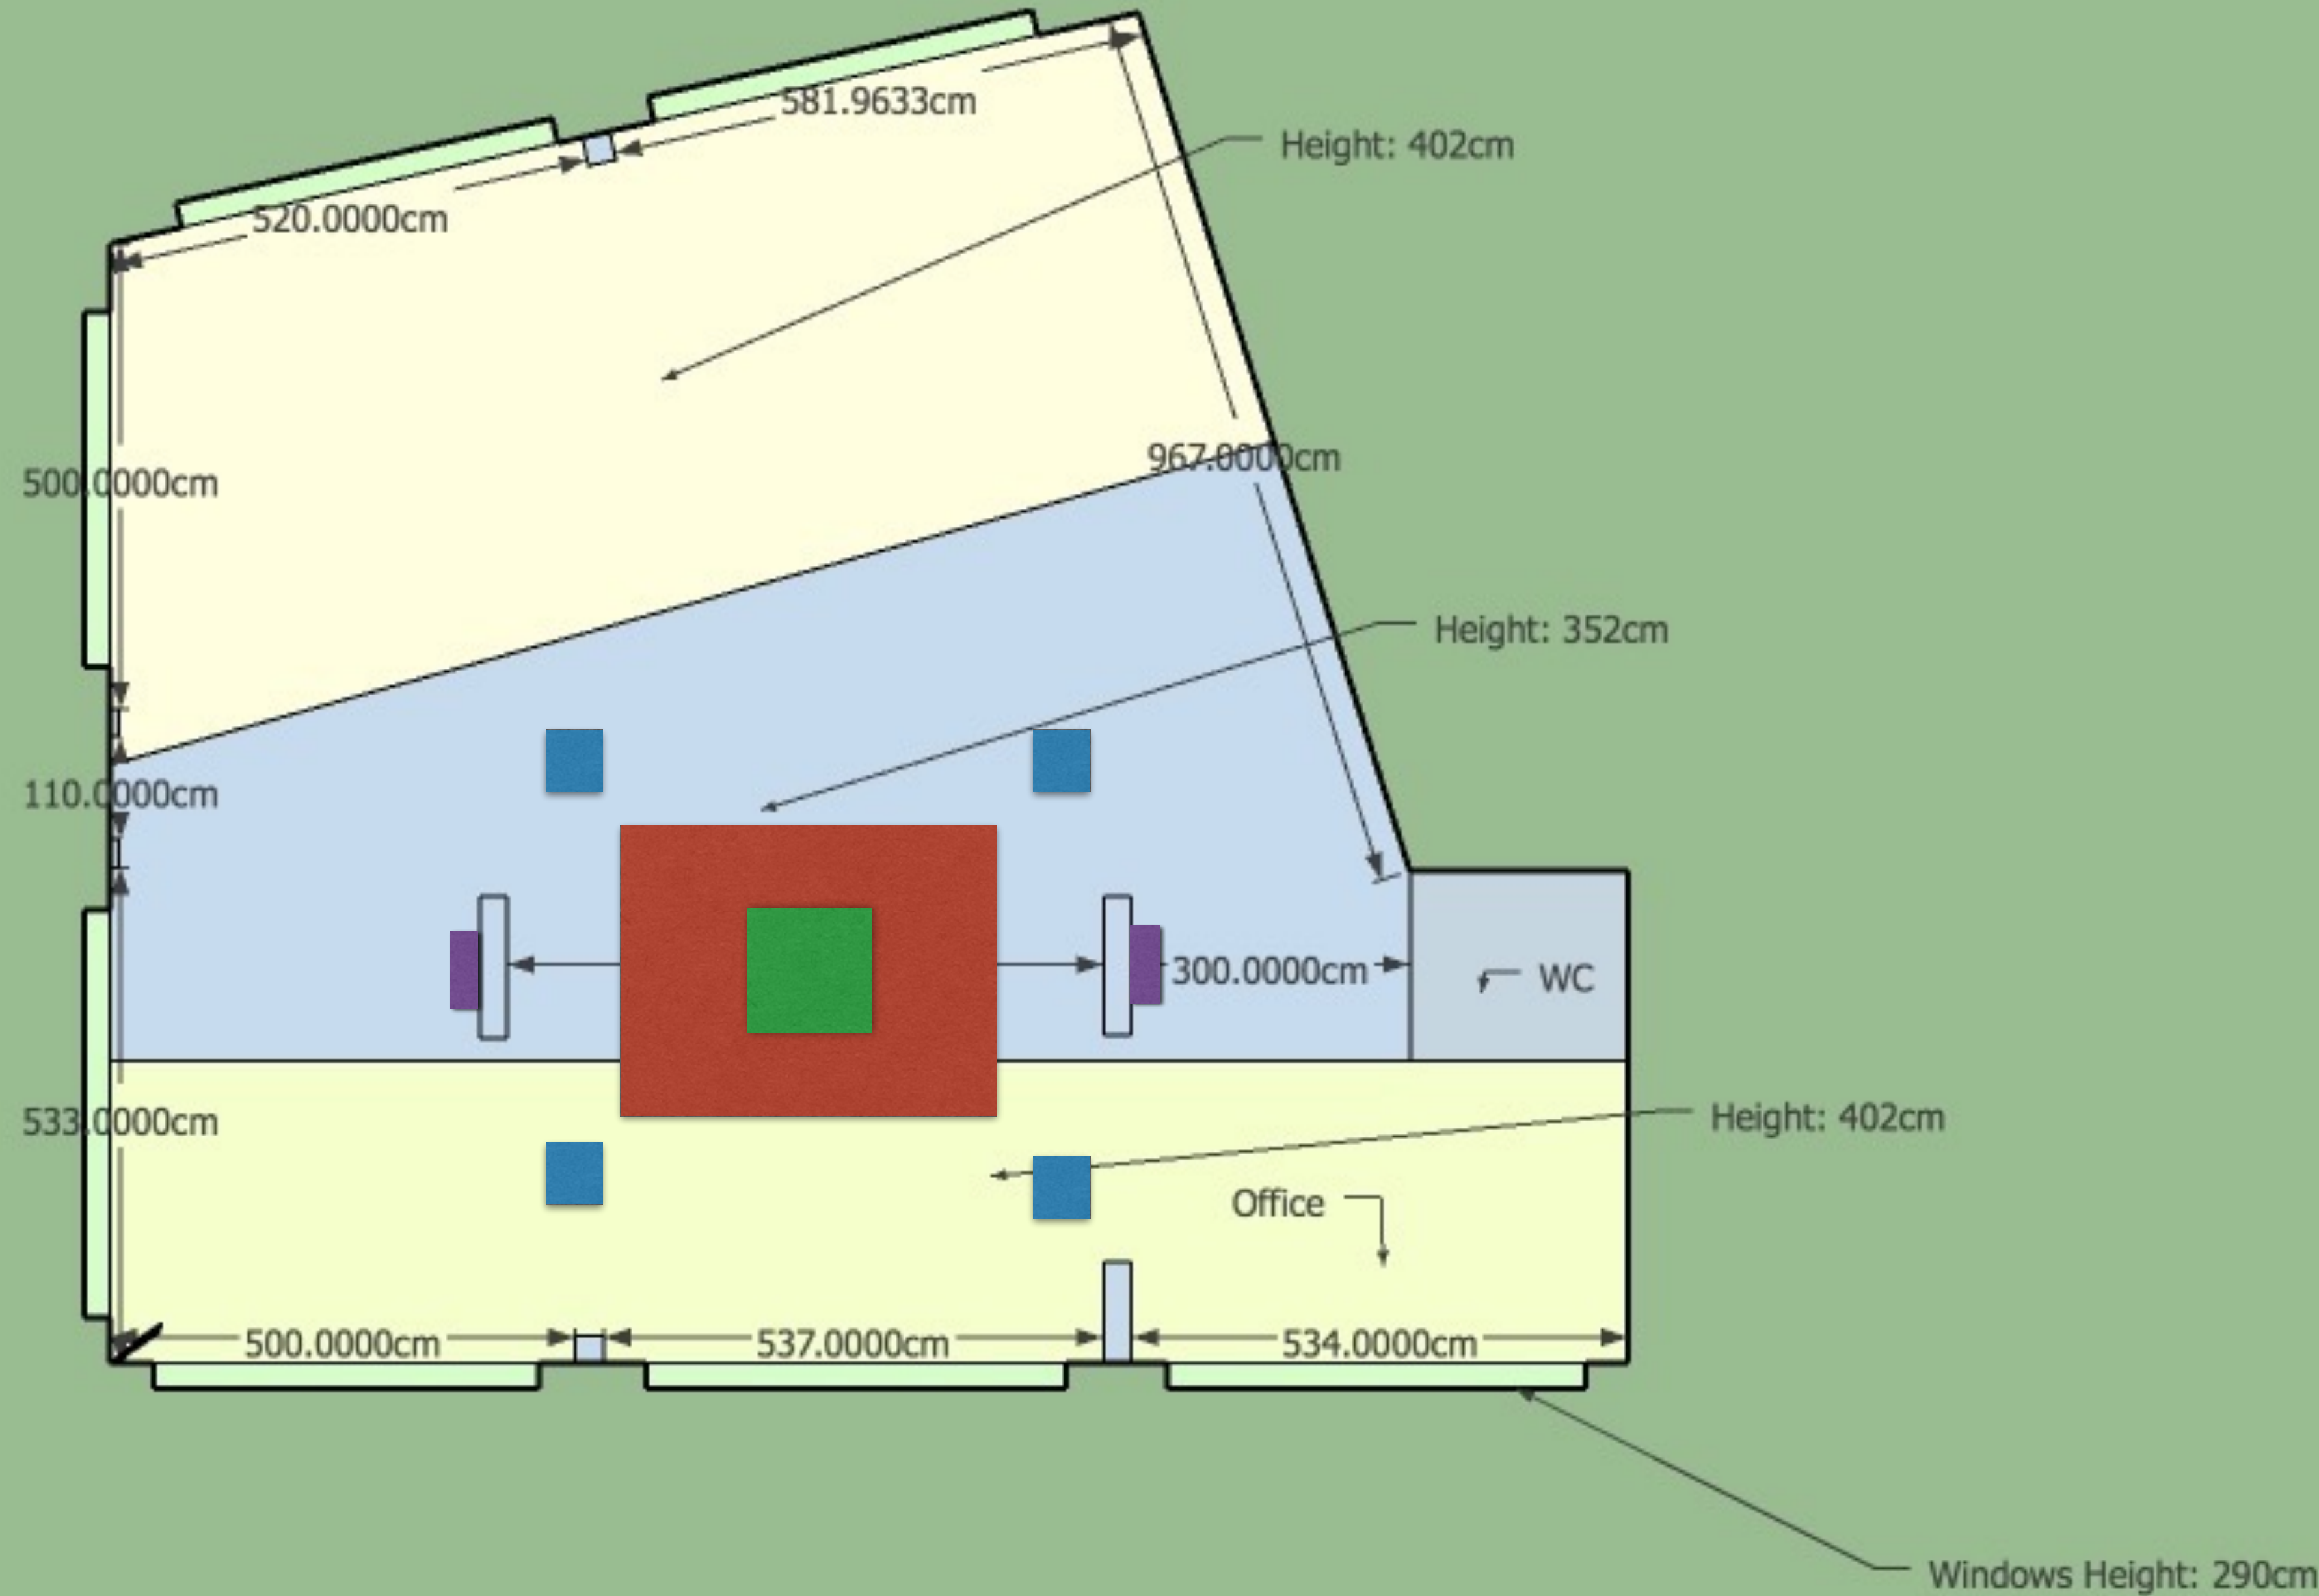 581.9633cm
Height: 402cm
520.0000cm
967.0000cm
500.0000cm
Height: 352cm
110.0000cm
300.0000cm
WC
533.0000cm
Height: 402cm
Office
500.0000cm
537.0000cm
534.0000cm
Windows Height: 290cm